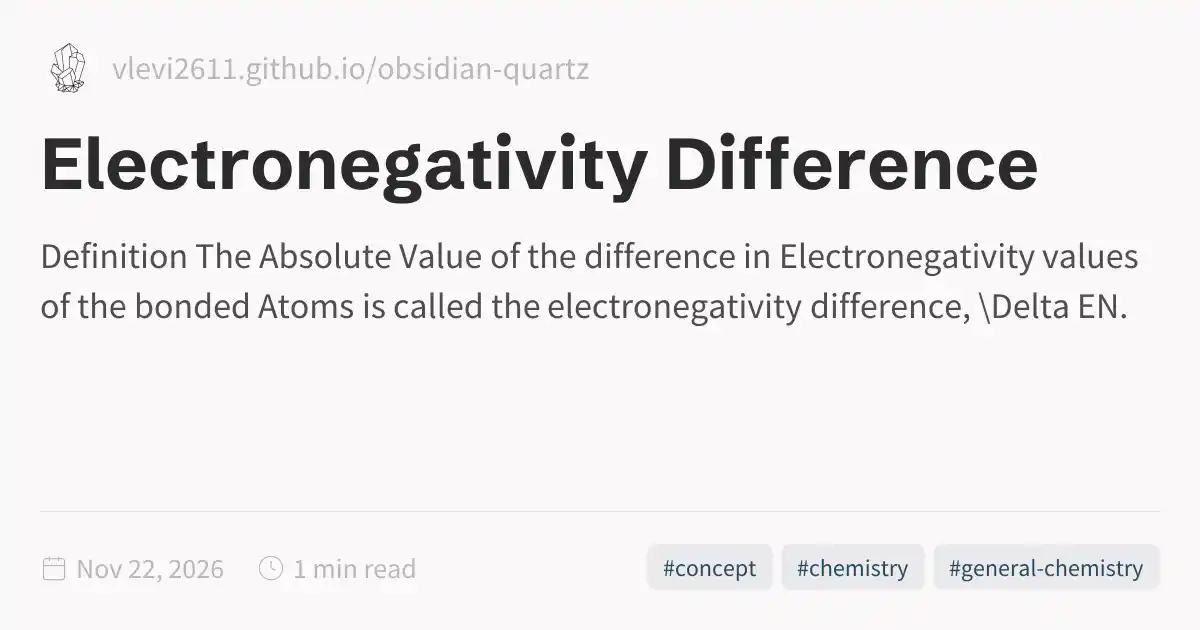 vlevi2611.github.io/obsidian-quartz
Electronegativity Difference
Definition The Absolute Value of the difference in Electronegativity values
of the bonded Atoms is called the electronegativity difference, \Delta EN.
Nov 22, 2026 1 min read #concept #chemistry #general-chemistry